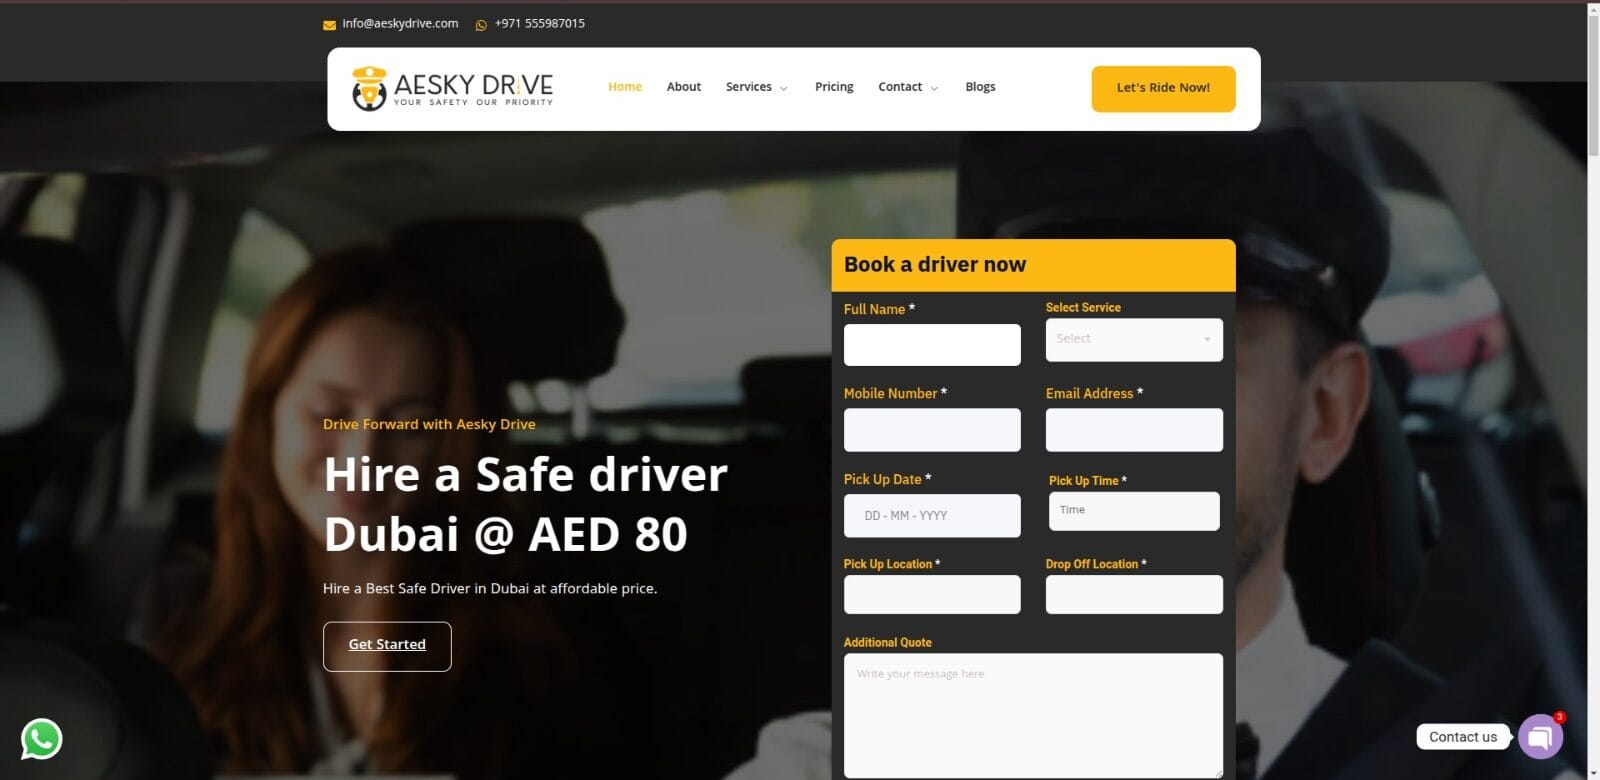 info@aeskydrive.com +971 555987015
AESKY DR!VE
YOUR SAFETY OUR PRIORITY
Home About Services Pricing Contact Blogs
Let's Ride Now!
Drive Forward with Aesky Drive
Hire a Safe driver
Dubai @ AED 80
Hire a Best Safe Driver in Dubai at affordable price.
Get Started
Book a driver now
Full Name * Select Service
Select
Mobile Number * Email Address *
Pick Up Date * Pick Up Time *
DD - MM - YYYY Time
Pick Up Location * Drop Off Location *
Additional Quote
Write your message here
Contact us
3